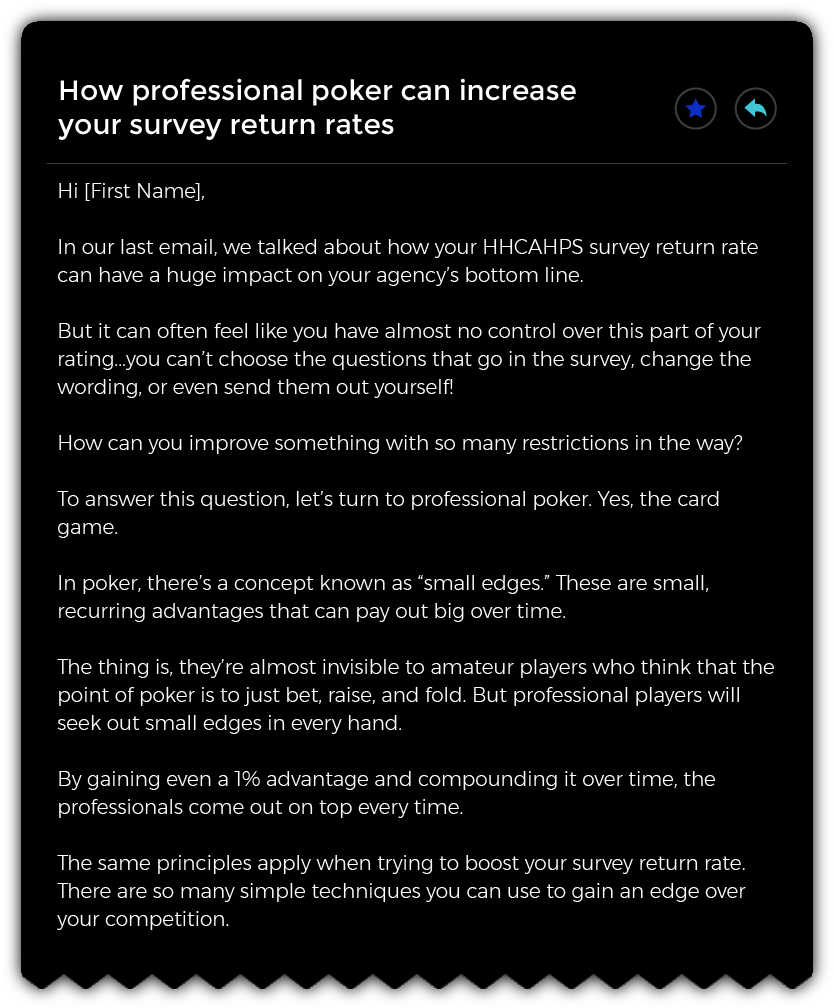 How professional poker can increase
your survey return rates
Hi [First Name],
In our last email, we talked about how your HHCAHPS survey return rate
can have a huge impact on your agency’s bottom line.
But it can often feel like you have almost no control over this part of your
rating...you can’t choose the questions that go in the survey, change the
wording, or even send them out yourself!
How can you improve something with so many restrictions in the way?
To answer this question, let’s turn to professional poker. Yes, the card
game.
In poker, there’s a concept known as “small edges.” These are small,
recurring advantages that can pay out big over time.
The thing is, they’re almost invisible to amateur players who think that the
point of poker is to just bet, raise, and fold. But professional players will
seek out small edges in every hand.
By gaining even a 1% advantage and compounding it over time, the
professionals come out on top every time.
The same principles apply when trying to boost your survey return rate.
There are so many simple techniques you can use to gain an edge over
your competition.